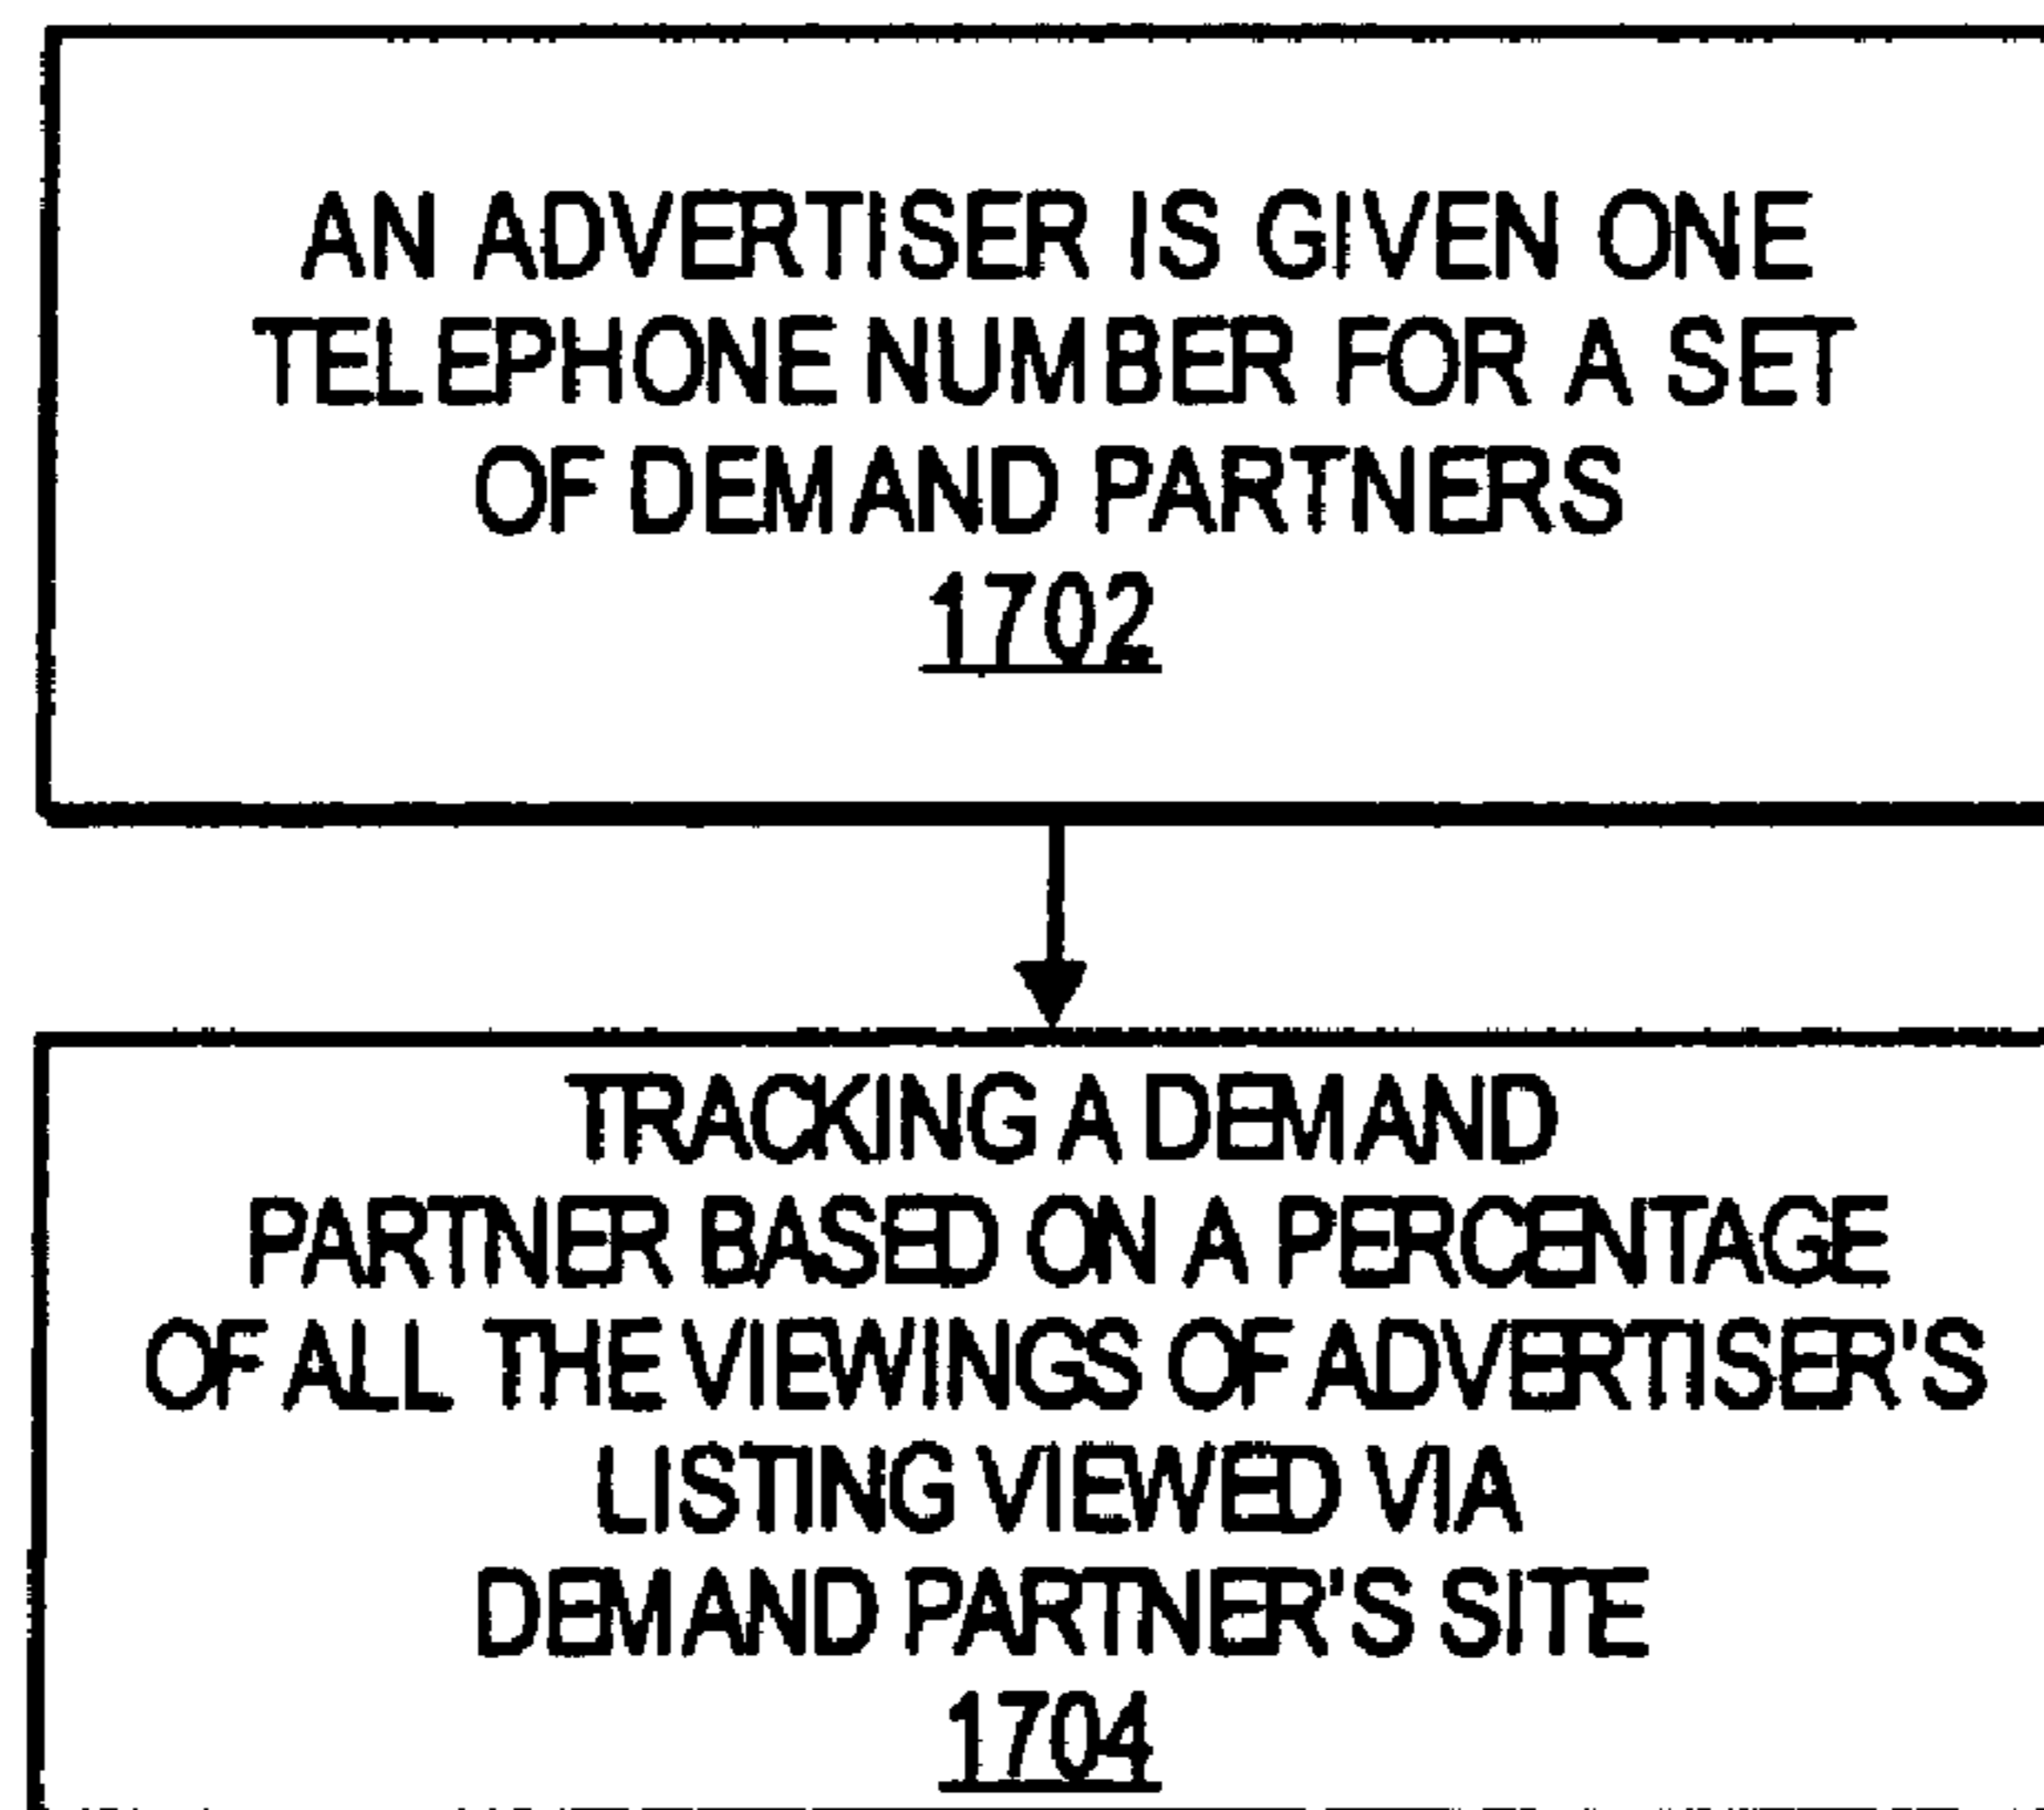 AN ADVERTISER IS GIVEN ONE
TELEPHONE NUMBER FOR A SET
OF DEMAND PARTNERS
1702
TRACKING A DEMAND
PARTNER BASED ON A PERCENTAGE
OF ALL THE VIEWINGS OF ADVERTISER'S
LISTING VIEWED VIA
DEMAND PARTNER'S SITE
1704